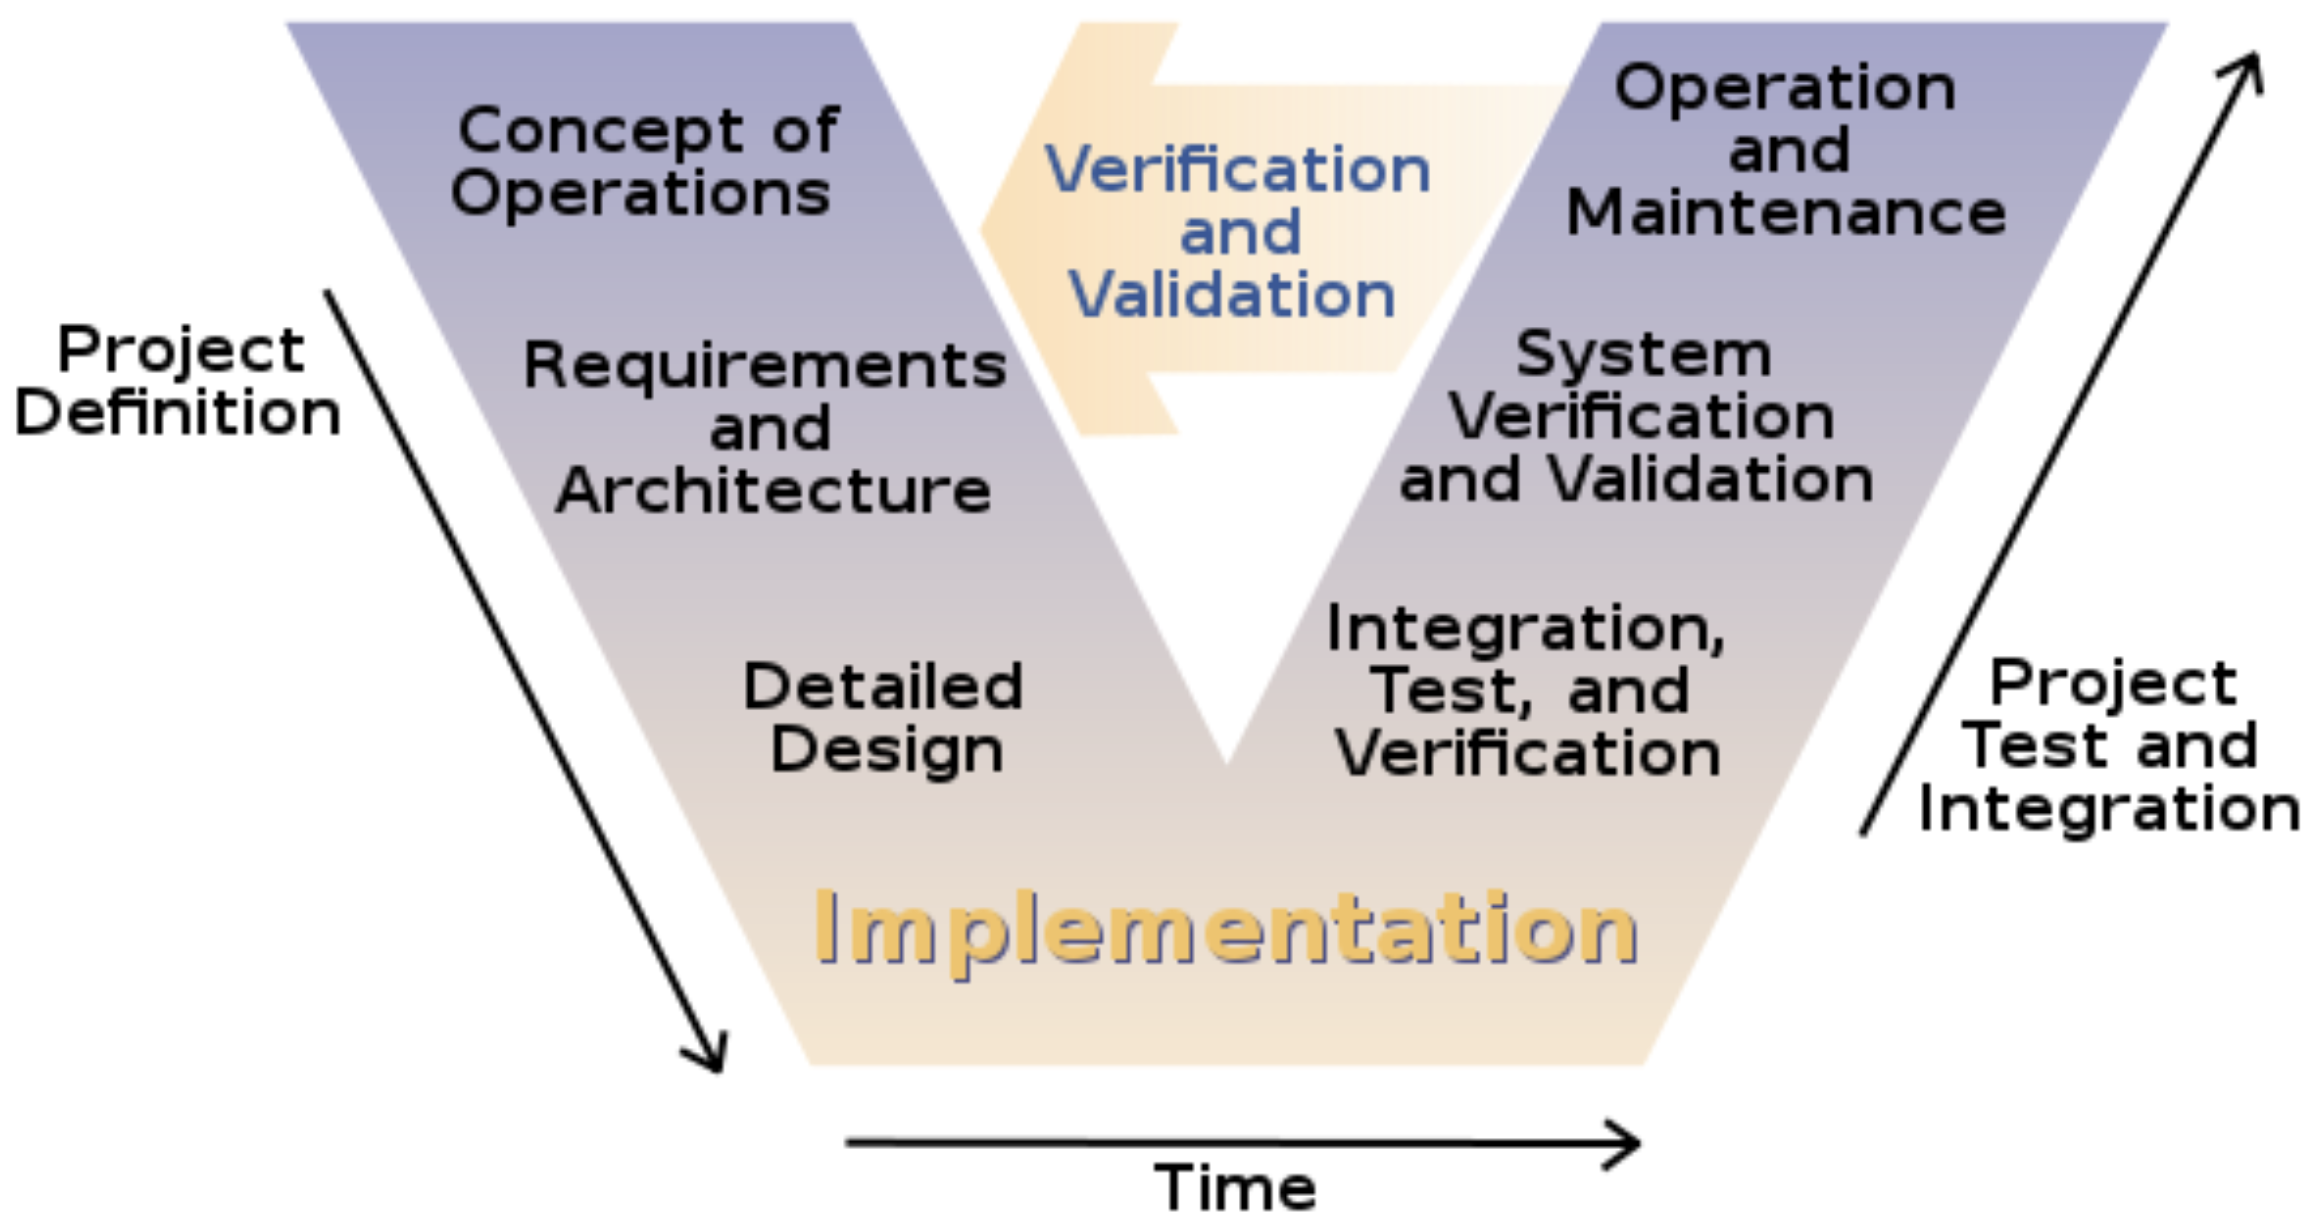 Concept of
Operations
Verification
and
Validation
Operation
and
Maintenance
Project
Definition
Requirements
and
Architecture
System
Verification
and Validation
Detailed
Design
Integration,
Test, and
Verification
Project
Test and
Integration
Implementation
Time